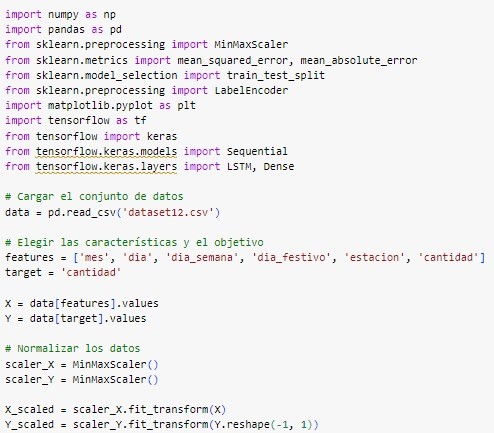 import numpy as np
import pandas as pd
from sklearn.preprocessing import MinMaxScaler
from sklearn.metrics import mean_squared_error, mean_absolute_error
from sklearn.model_selection import train_test_split
from sklearn.preprocessing import LabelEncoder
import matplotlib.pyplot as plt
import tensorflow as tf
from tensorflow import keras
from tensorflow.keras.models import Sequential
from tensorflow.keras.layers import LSTM, Dense
# Cargar el conjunto de datos
data = pd.read_csv('dataset12.csv')
# Elegir las características y el objetivo
features = ['mes', 'dia', 'dia_semana', 'dia_festivo', 'estacion', 'cantidad']
target = 'cantidad'
X = data[features].values
Y = data[target].values
# Normalizar los datos
scaler_X = MinMaxScaler()
scaler_Y = MinMaxScaler()
X_scaled = scaler_X.fit_transform(X)
Y_scaled = scaler_Y.fit_transform(Y.reshape(-1, 1))